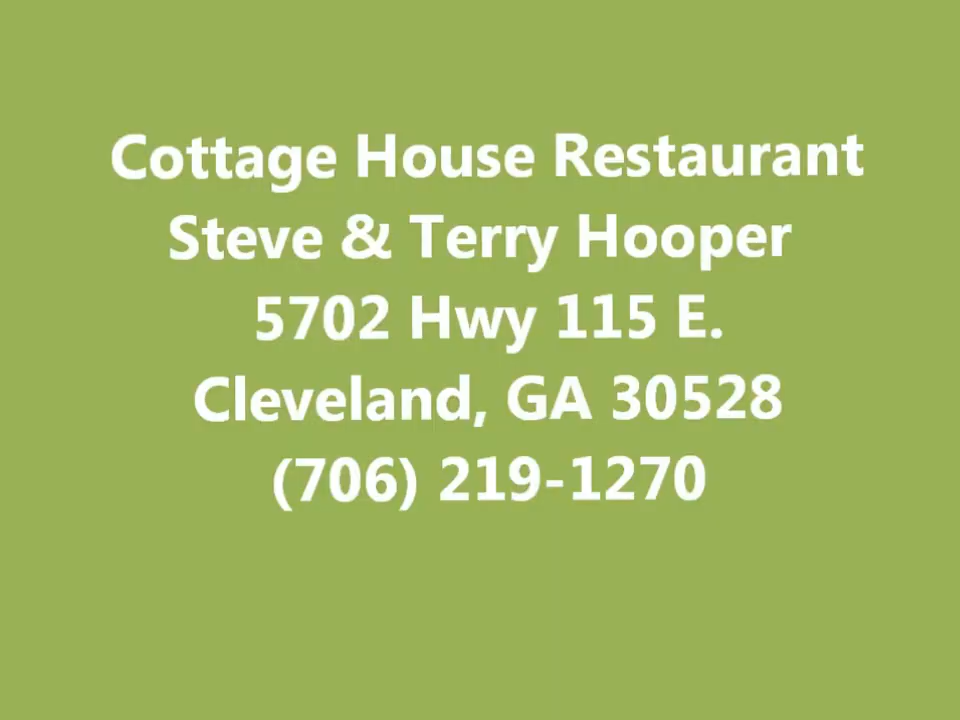 Cottage House Restaurant
Steve & Terry Hooper
5702 Hwy 115 E.
Cleveland, GA 30528
(706) 219-1270